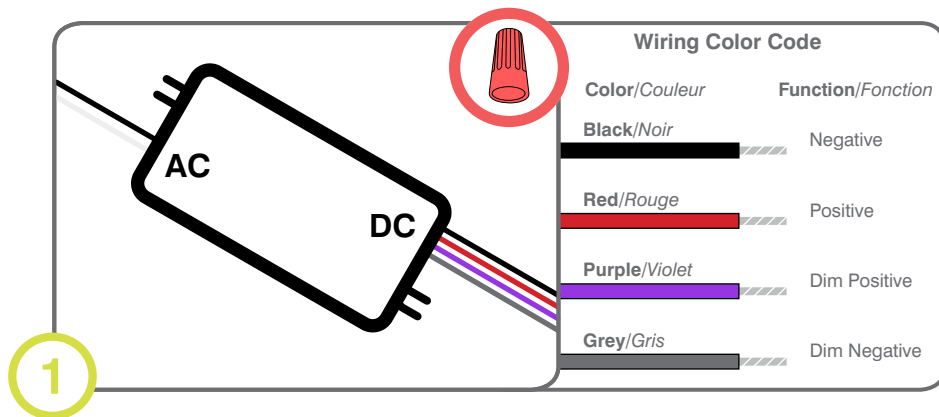 Wiring Color Code
Color/Couleur Function/Fonction
Black/Noir Negative
Red/Rouge Positive
Purple/Violet Dim Positive
Grey/Gris Dim Negative
AC
DC
1